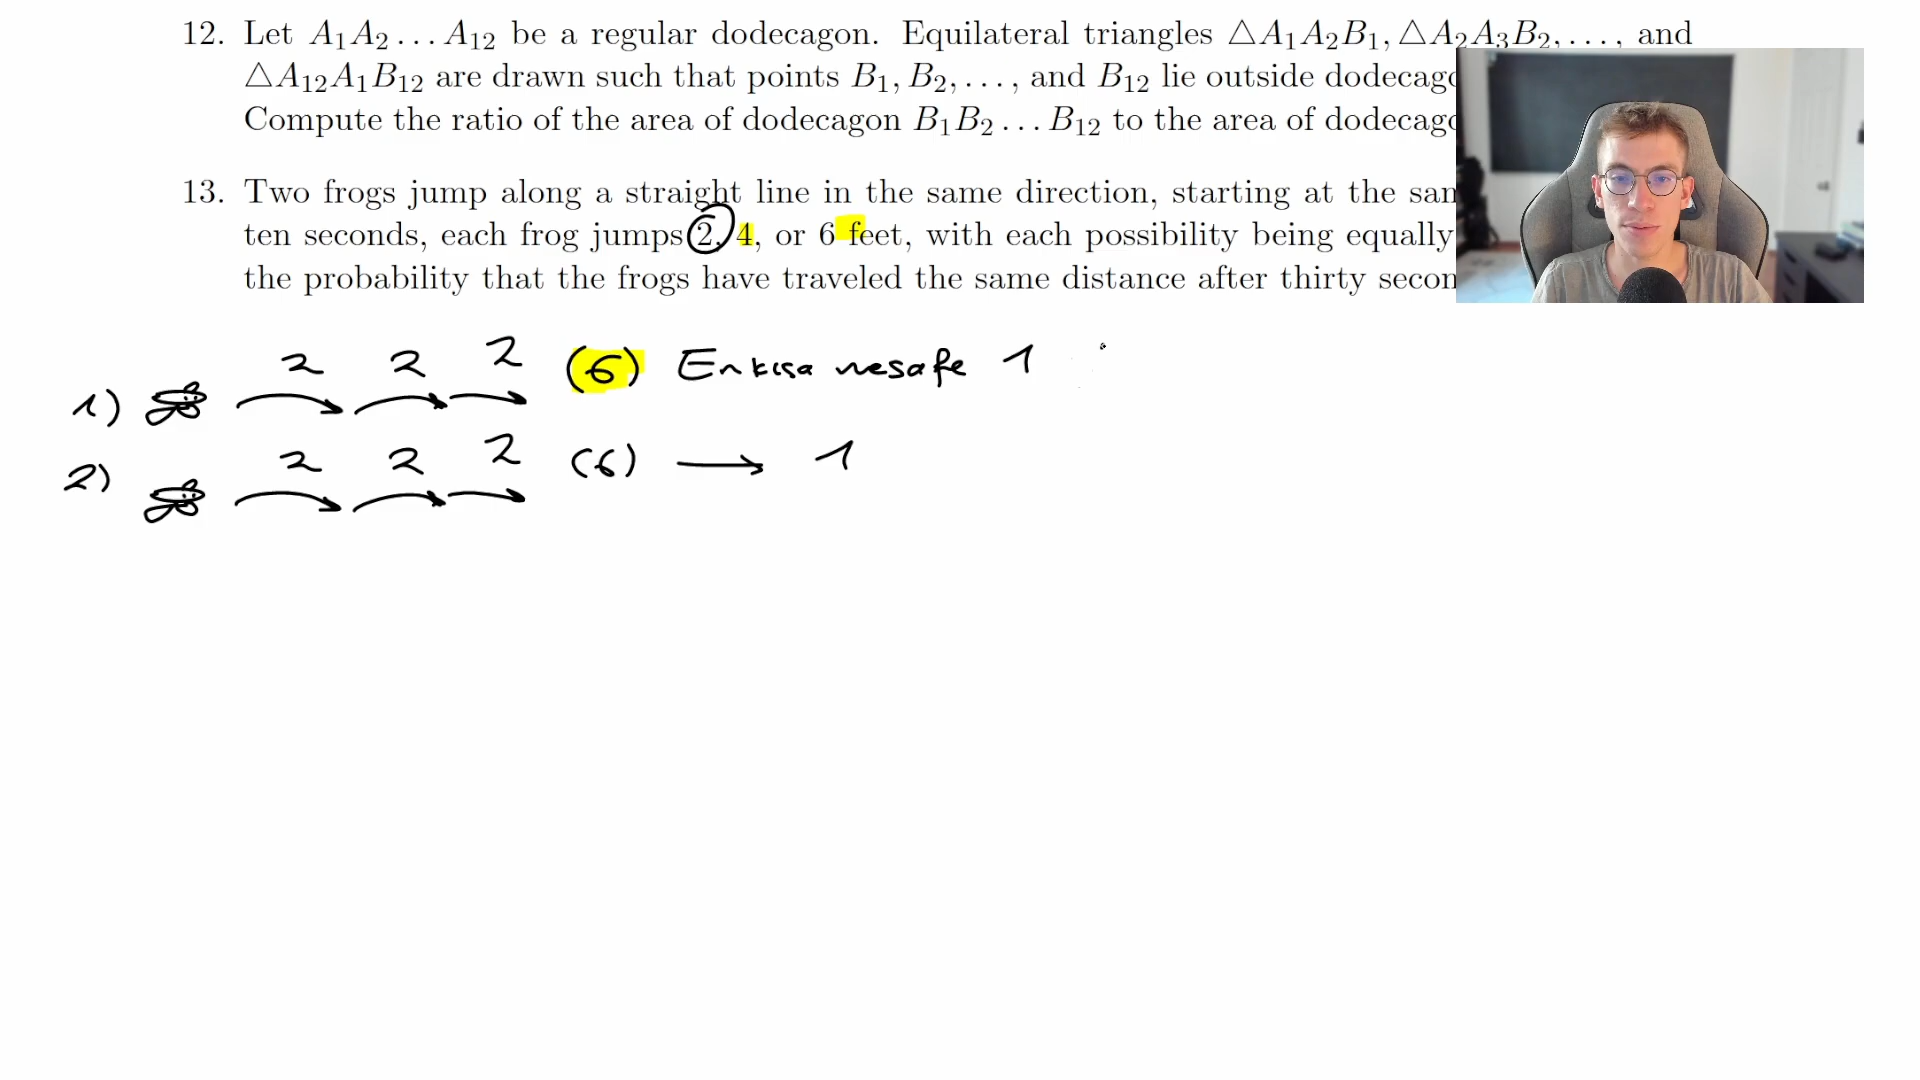 12. Let A₁A₂...A₁₂ be a regular dodecagon. Equilateral triangles △A₁A₂B₁, △A₂A₃B₂, ..., and
△A₁₂A₁B₁₂ are drawn such that points B₁, B₂, ..., and B₁₂ lie outside dodecago
Compute the ratio of the area of dodecagon B₁B₂...B₁₂ to the area of dodecago
13. Two frogs jump along a straight line in the same direction, starting at the sam
ten seconds, each frog jumps 2, 4, or 6 feet, with each possibility being equally
the probability that the frogs have traveled the same distance after thirty secon
1) 2 2 2 (6) En kısa mesafe 1
2) 2 2 2 (6) → 1